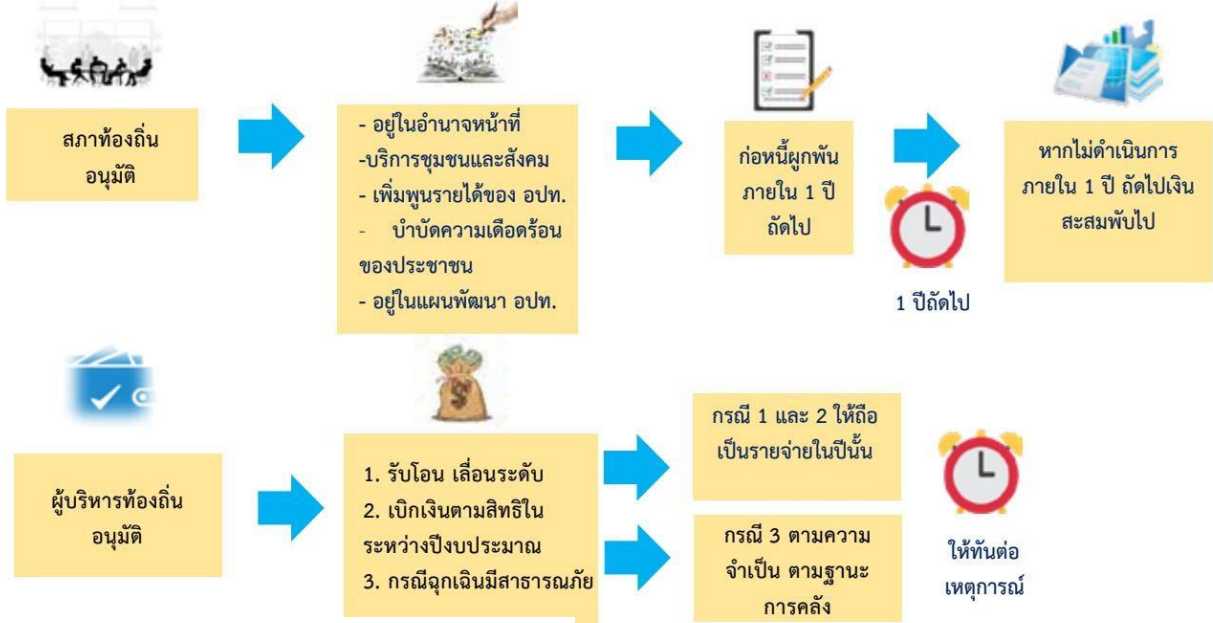 สภาท้องถิ่น
อนุมัติ
- อยู่ในอำนาจหน้าที่
-บริการชุมชนและสังคม
- เพิ่มพูนรายได้ของ อปท.
- บำบัดความเดือดร้อน
ของประชาชน
- อยู่ในแผนพัฒนา อปท.
ก่อหนี้ผูกพัน
ภายใน 1 ปี
ถัดไป
1 ปีถัดไป
หากไม่ดำเนินการ
ภายใน 1 ปี ถัดไปเงิน
สะสมพับไป
ผู้บริหารท้องถิ่น
อนุมัติ
1. รับโอน เลื่อนระดับ
2. เบิกเงินตามสิทธิใน
ระหว่างปีงบประมาณ
3. กรณีฉุกเฉินมีสาธารณภัย
กรณี 1 และ 2 ให้ถือ
เป็นรายจ่ายในปีนั้น
กรณี 3 ตามความ
จำเป็น ตามฐานะ
การคลัง
ให้ทันต่อ
เหตุการณ์